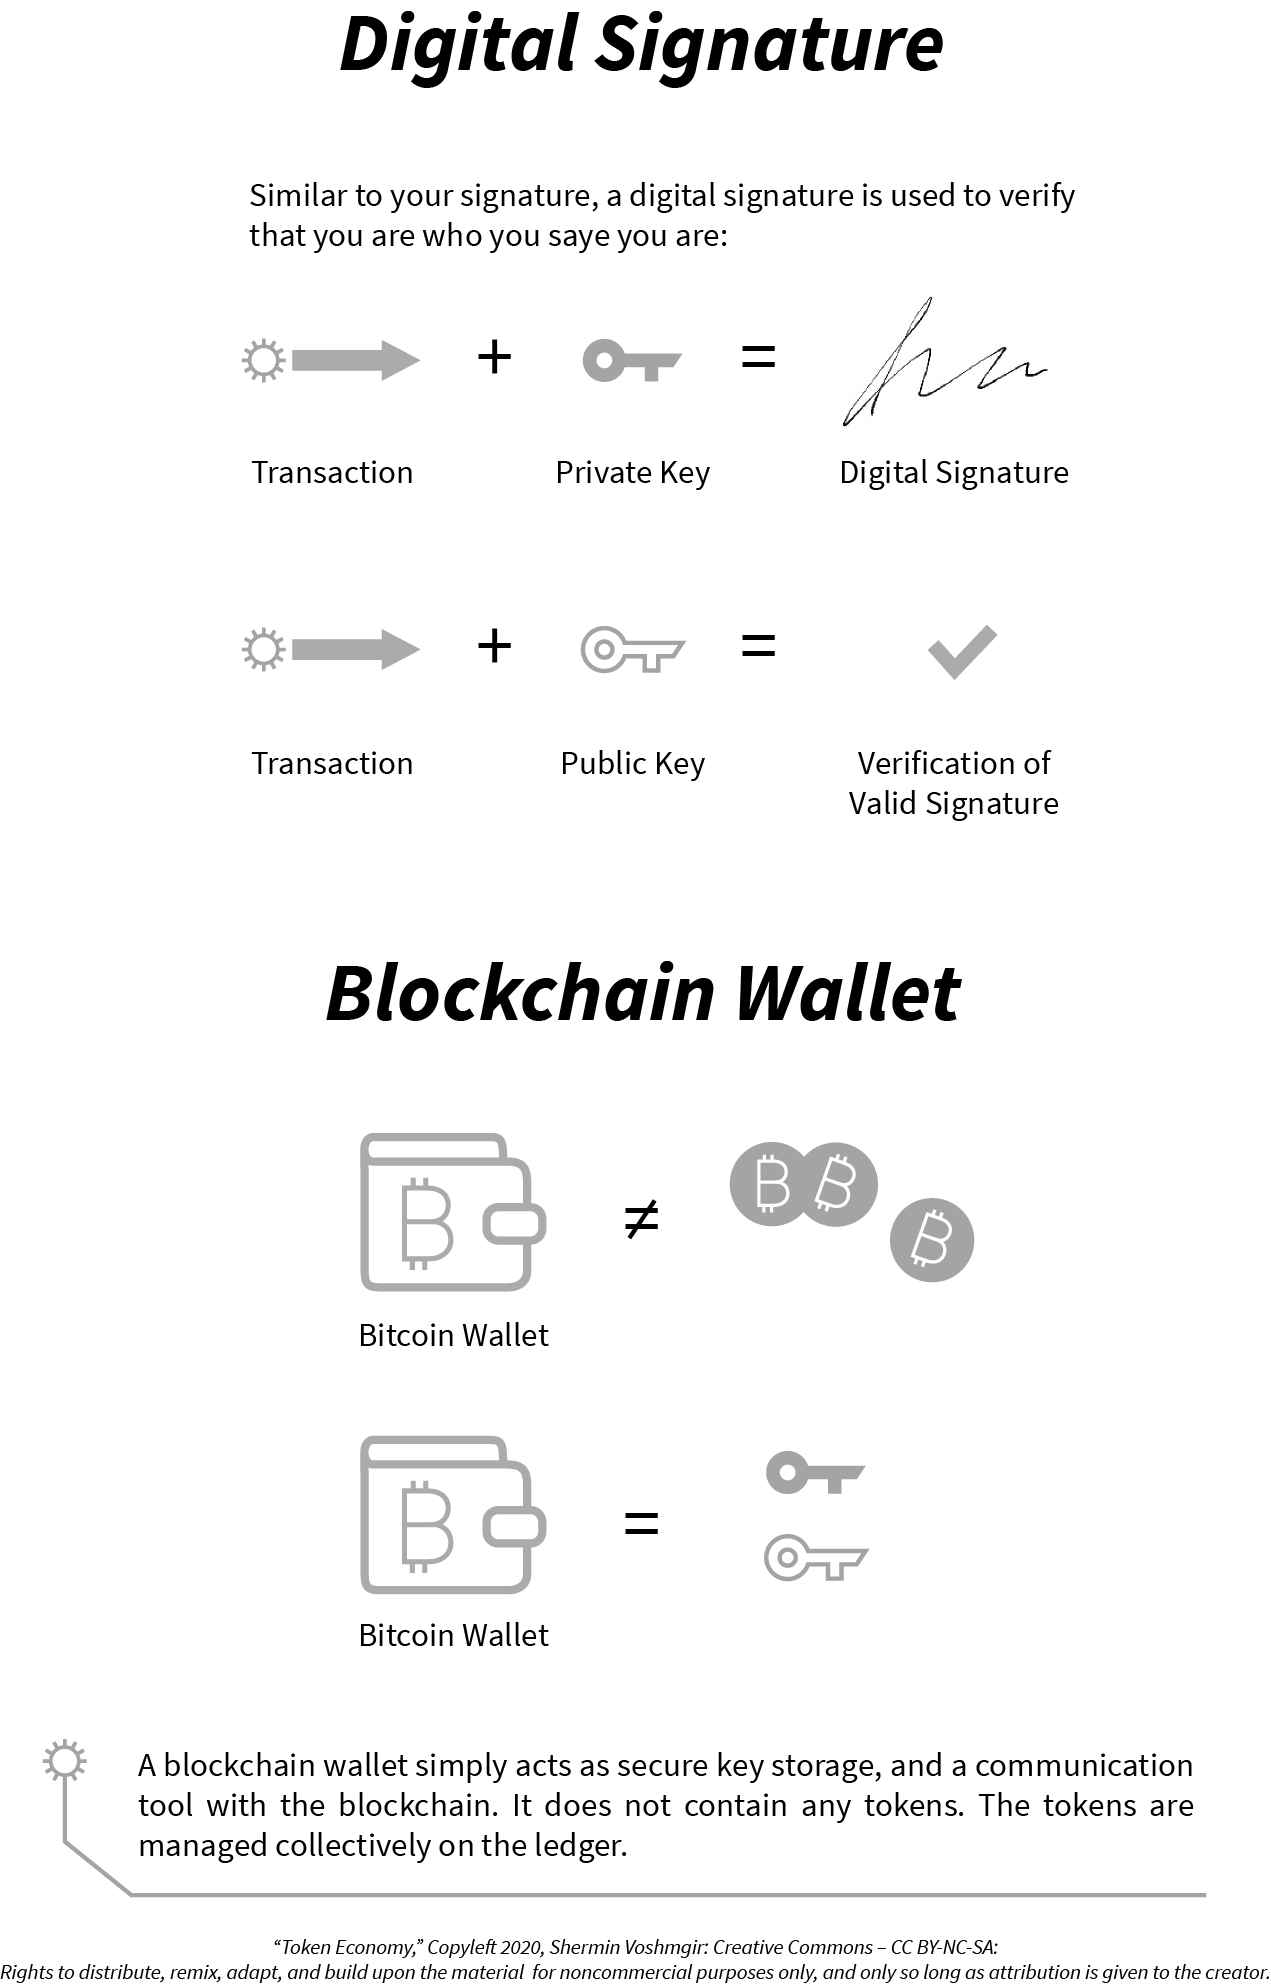 Digital Signature
Similar to your signature, a digital signature is used to verify
that you are who you saye you are:
+ =
Transaction Private Key Digital Signature
+ =
Transaction Public Key Verification of
Valid Signature
Blockchain Wallet
≠
Bitcoin Wallet
=
Bitcoin Wallet
A blockchain wallet simply acts as secure key storage, and a communication
tool with the blockchain. It does not contain any tokens. The tokens are
managed collectively on the ledger.
“Token Economy,” Copyleft 2020, Shermin Voshmgir: Creative Commons – CC BY-NC-SA:
Rights to distribute, remix, adapt, and build upon the material for noncommercial purposes only, and only so long as attribution is given to the creator.